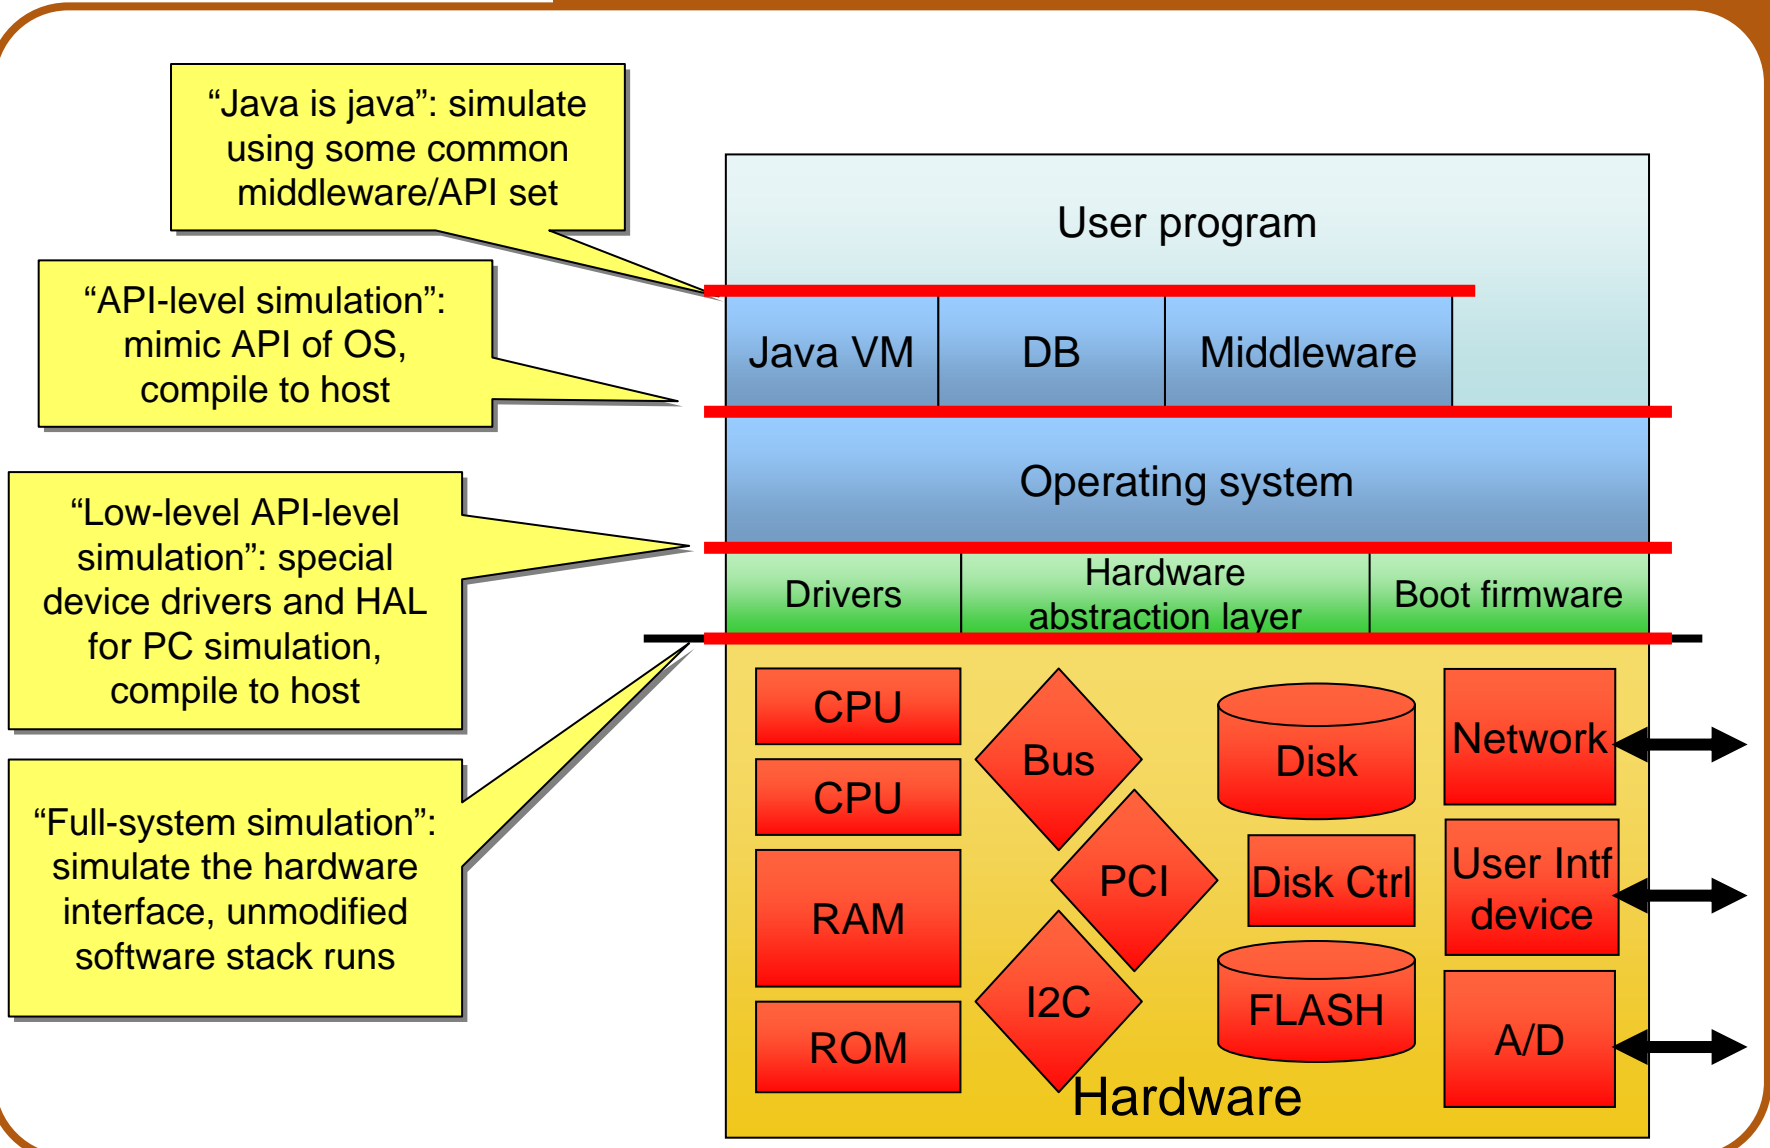 “Java is java”: simulate
using some common
middleware/API set
“API-level simulation”:
mimic API of OS,
compile to host
“Low-level API-level
simulation”: special
device drivers and HAL
for PC simulation,
compile to host
“Full-system simulation”:
simulate the hardware
interface, unmodified
software stack runs
User program
Java VM
DB
Middleware
Operating system
Drivers
Hardware
abstraction layer
Boot firmware
CPU
CPU
RAM
ROM
Bus
PCI
I2C
Disk
Disk Ctrl
FLASH
Network
User Intf
device
A/D
Hardware